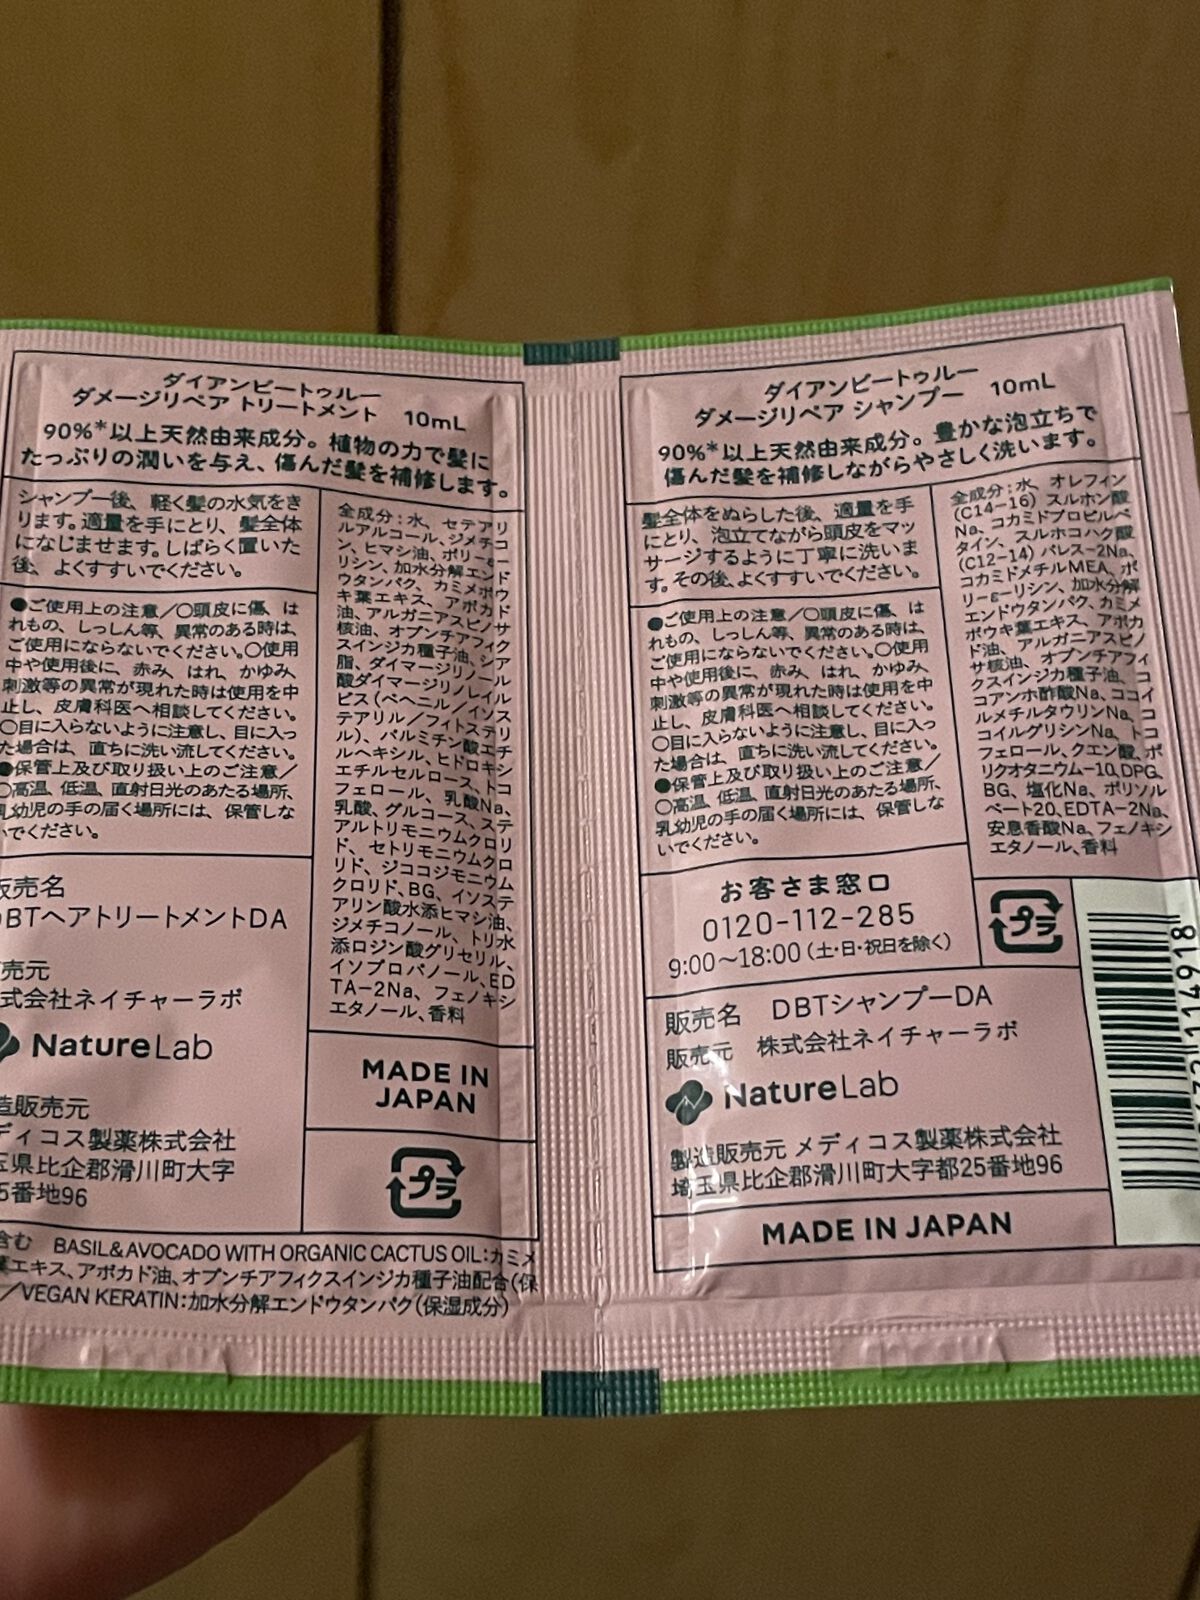 ダイアンビートゥルー
ダメージリペア トリートメント 10mL
90%*以上天然由来成分。植物の力で髪に
たっぷりの潤いを与え、傷んだ髪を補修します。
シャンプー後、軽く髪の水気をき
ります。適量を手にとり、髪全体
になじませます。しばらく置いた
後、よくすすいでください。
●ご使用上の注意/○頭皮に傷、は
れもの、しっしん等、異常のある時は、
ご使用にならないでください。○使用
中や使用後に、赤み、はれ、かゆみ、
刺激等の異常が現れた時は使用を中
止し、皮膚科医へ相談してください。
○目に入らないように注意し、目に入っ
た場合は、直ちに洗い流してください。
●保管上及び取り扱い上のご注意/
○高温、低温、直射日光のあたる場所、
乳幼児の手の届く場所には、保管しな
いでください。
販売名
DBTヘアトリートメントDA
売元
式会社ネイチャーラボ
NatureLab
造販売元
ディコス製薬株式会社
玉県比企郡滑川町大字
5番地96
全成分:水、セテアリ
ルアルコール、ジメチコ
ン、ヒマシ油、ポリ-ε-
リシン、加水分解エンド
ウタンパク、カミメボウ
キ葉エキス、アボカド
油、アルガニアスピノサ
核油、オプンチアフィク
スインジカ種子油、シア
脂、ダイマージリノール
酸ダイマージリノレイル
ビス(ベヘニル/イソス
テアリル/フィトステリ
ル)、パルミチン酸エチ
ルヘキシル、ヒドロキシ
エチルセルロース、トコ
フェロール、乳酸Na、
乳酸、グルコース、ステ
アルトリモニウムクロリ
ド、セトリモニウムクロ
リド、ジココジモニウム
クロリド、BG、イソステ
アリン酸水添ヒマシ油、
ジメチコノール、トリ水
添ロジン酸グリセリル、
イソプロパノール、ED
TA-2Na、フェノキシ
エタノール、香料
MADE IN
JAPAN
プラ
含む BASIL&AVOCADO WITH ORGANIC CACTUS OIL:カミメ
葉エキス、アボカド油、オプンチアフィクスインジカ種子油配合(保
/VEGAN KERATIN:加水分解エンドウタンパク(保湿成分)
ダイアンビートゥルー
ダメージリペア シャンプー 10mL
90%*以上天然由来成分。豊かな泡立ちで
傷んだ髪を補修しながらやさしく洗います。
髪全体をぬらした後、適量を手
にとり、泡立てながら頭皮をマッ
サージするように丁寧に洗いま
す。その後、よくすすいでください。
●ご使用上の注意/○頭皮に傷、は
れもの、しっしん等、異常のある時は、
ご使用にならないでください。○使用
中や使用後に、赤み、はれ、かゆみ、
刺激等の異常が現れた時は使用を中
止し、皮膚科医へ相談してください。
○目に入らないように注意し、目に入っ
た場合は、直ちに洗い流してください。
●保管上及び取り扱い上のご注意/
○高温、低温、直射日光のあたる場所、
乳幼児の手の届く場所には、保管しな
いでください。
全成分:水、オレフィン
(C14-16)スルホン酸
Na、コカミドプロピルベ
タイン、スルホコハク酸
(C12-14)パレス-2Na、
コカミドメチルMEA、ポ
リ-ε-リシン、加水分解
エンドウタンパク、カミメ
ボウキ葉エキス、アボカ
ド油、アルガニアスピノ
サ核油、オプンチアフィ
クスインジカ種子油、コ
コアンホ酢酸Na、ココイ
ルメチルタウリンNa、コ
コイルグリシンNa、トコ
フェロール、クエン酸、ポ
リクオタニウム-10、DPG、
BG、塩化Na、ポリソル
ベート20、EDTA-2Na、
安息香酸Na、フェノキシ
エタノール、香料
お客さま窓口
0120-112-285
9:00〜18:00(土・日・祝日を除く)
プラ
販売名 DBTシャンプーDA
販売元 株式会社ネイチャーラボ
NatureLab
製造販売元 メディコス製薬株式会社
埼玉県比企郡滑川町大字都25番地96
MADE IN JAPAN
114918